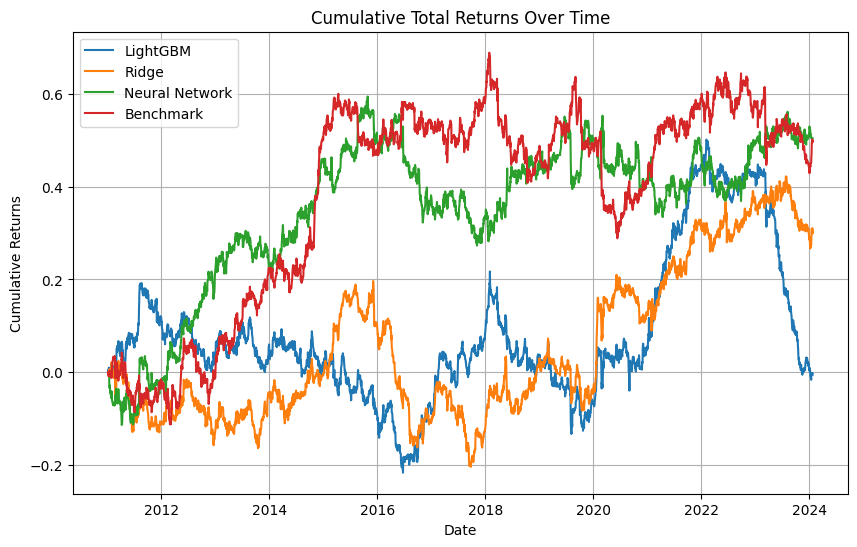 Cumulative Total Returns Over Time
LightGBM
Ridge
Neural Network
Benchmark
Cumulative Returns
0.6
0.4
0.2
0.0
−0.2
2012
2014
2016
2018
2020
2022
2024
Date